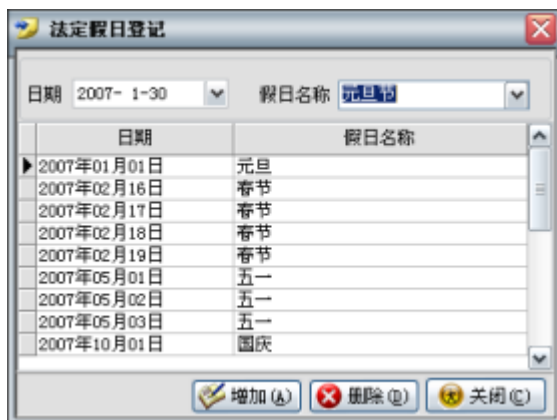 法定假日登记
日期 2007- 1-30 假日名称 元旦节
日期 假日名称
2007年01月01日 元旦
2007年02月16日 春节
2007年02月17日 春节
2007年02月18日 春节
2007年02月19日 春节
2007年05月01日 五一
2007年05月02日 五一
2007年05月03日 五一
2007年10月01日 国庆
增加(A) 删除(D) 关闭(C)